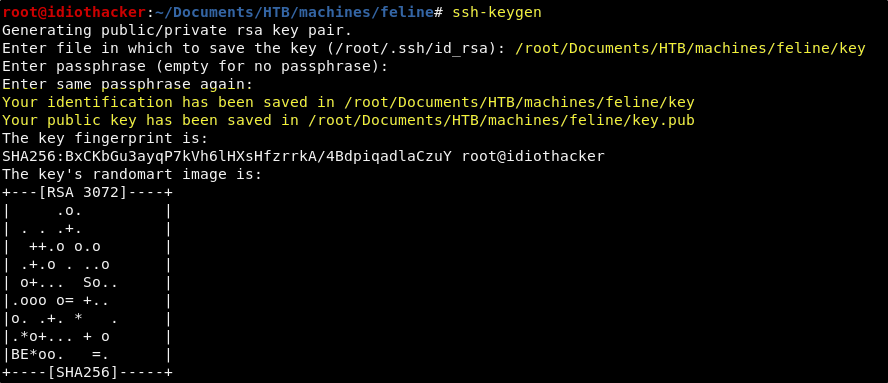 root@idiothacker:~/Documents/HTB/machines/feline# ssh-keygen
Generating public/private rsa key pair.
Enter file in which to save the key (/root/.ssh/id_rsa): /root/Documents/HTB/machines/feline/key
Enter passphrase (empty for no passphrase):
Enter same passphrase again:
Your identification has been saved in /root/Documents/HTB/machines/feline/key
Your public key has been saved in /root/Documents/HTB/machines/feline/key.pub
The key fingerprint is:
SHA256:BxCKbGu3ayqP7kVh6lHXsHfzrrkA/4BdpiqadlaCzuY root@idiothacker
The key's randomart image is:
+---[RSA 3072]----+
|     .o.         |
| . . .+.         |
|  ++.o o.o       |
| .+.o . ..o      |
| o+...  So..     |
|.ooo o= +..      |
|o. .+. *   .     |
|.*o+... + o      |
|BE*oo.   =.      |
+----[SHA256]-----+